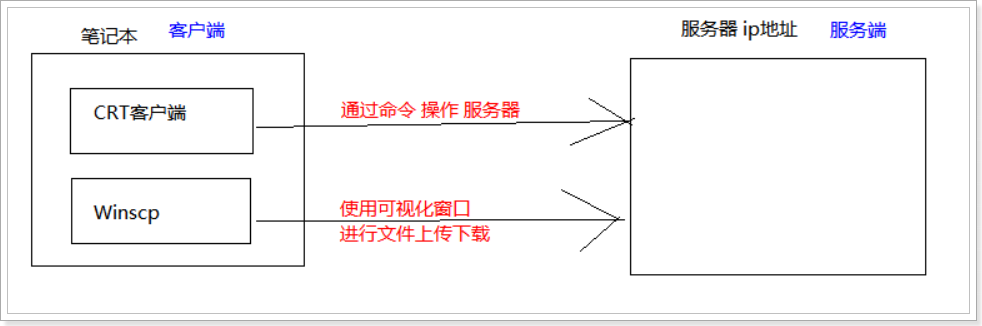 笔记本 客户端
服务器 ip地址 服务端
CRT客户端
通过命令 操作 服务器
Winscp
使用可视化窗口
进行文件上传下载